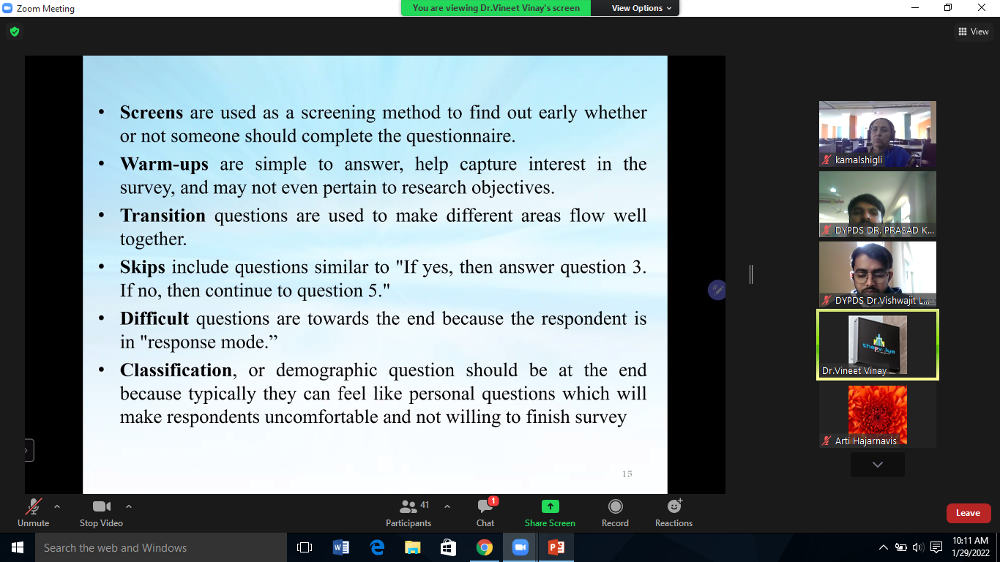 Zoom Meeting
You are viewing Dr.Vineet Vinay's screen
View Options
View
• Screens are used as a screening method to find out early whether
or not someone should complete the questionnaire.
• Warm-ups are simple to answer, help capture interest in the
survey, and may not even pertain to research objectives.
• Transition questions are used to make different areas flow well
together.
• Skips include questions similar to "If yes, then answer question 3.
If no, then continue to question 5."
• Difficult questions are towards the end because the respondent is
in "response mode.”
• Classification, or demographic question should be at the end
because typically they can feel like personal questions which will
make respondents uncomfortable and not willing to finish survey
15
kamalshigli
DYPDS DR. PRASAD K...
DYPDS Dr.Vishwajit L...
Dr.Vineet Vinay
Arti Hajarnavis
Unmute
Stop Video
41
Participants
1
Chat
Share Screen
Record
Reactions
Leave
Search the web and Windows
10:11 AM
1/29/2022